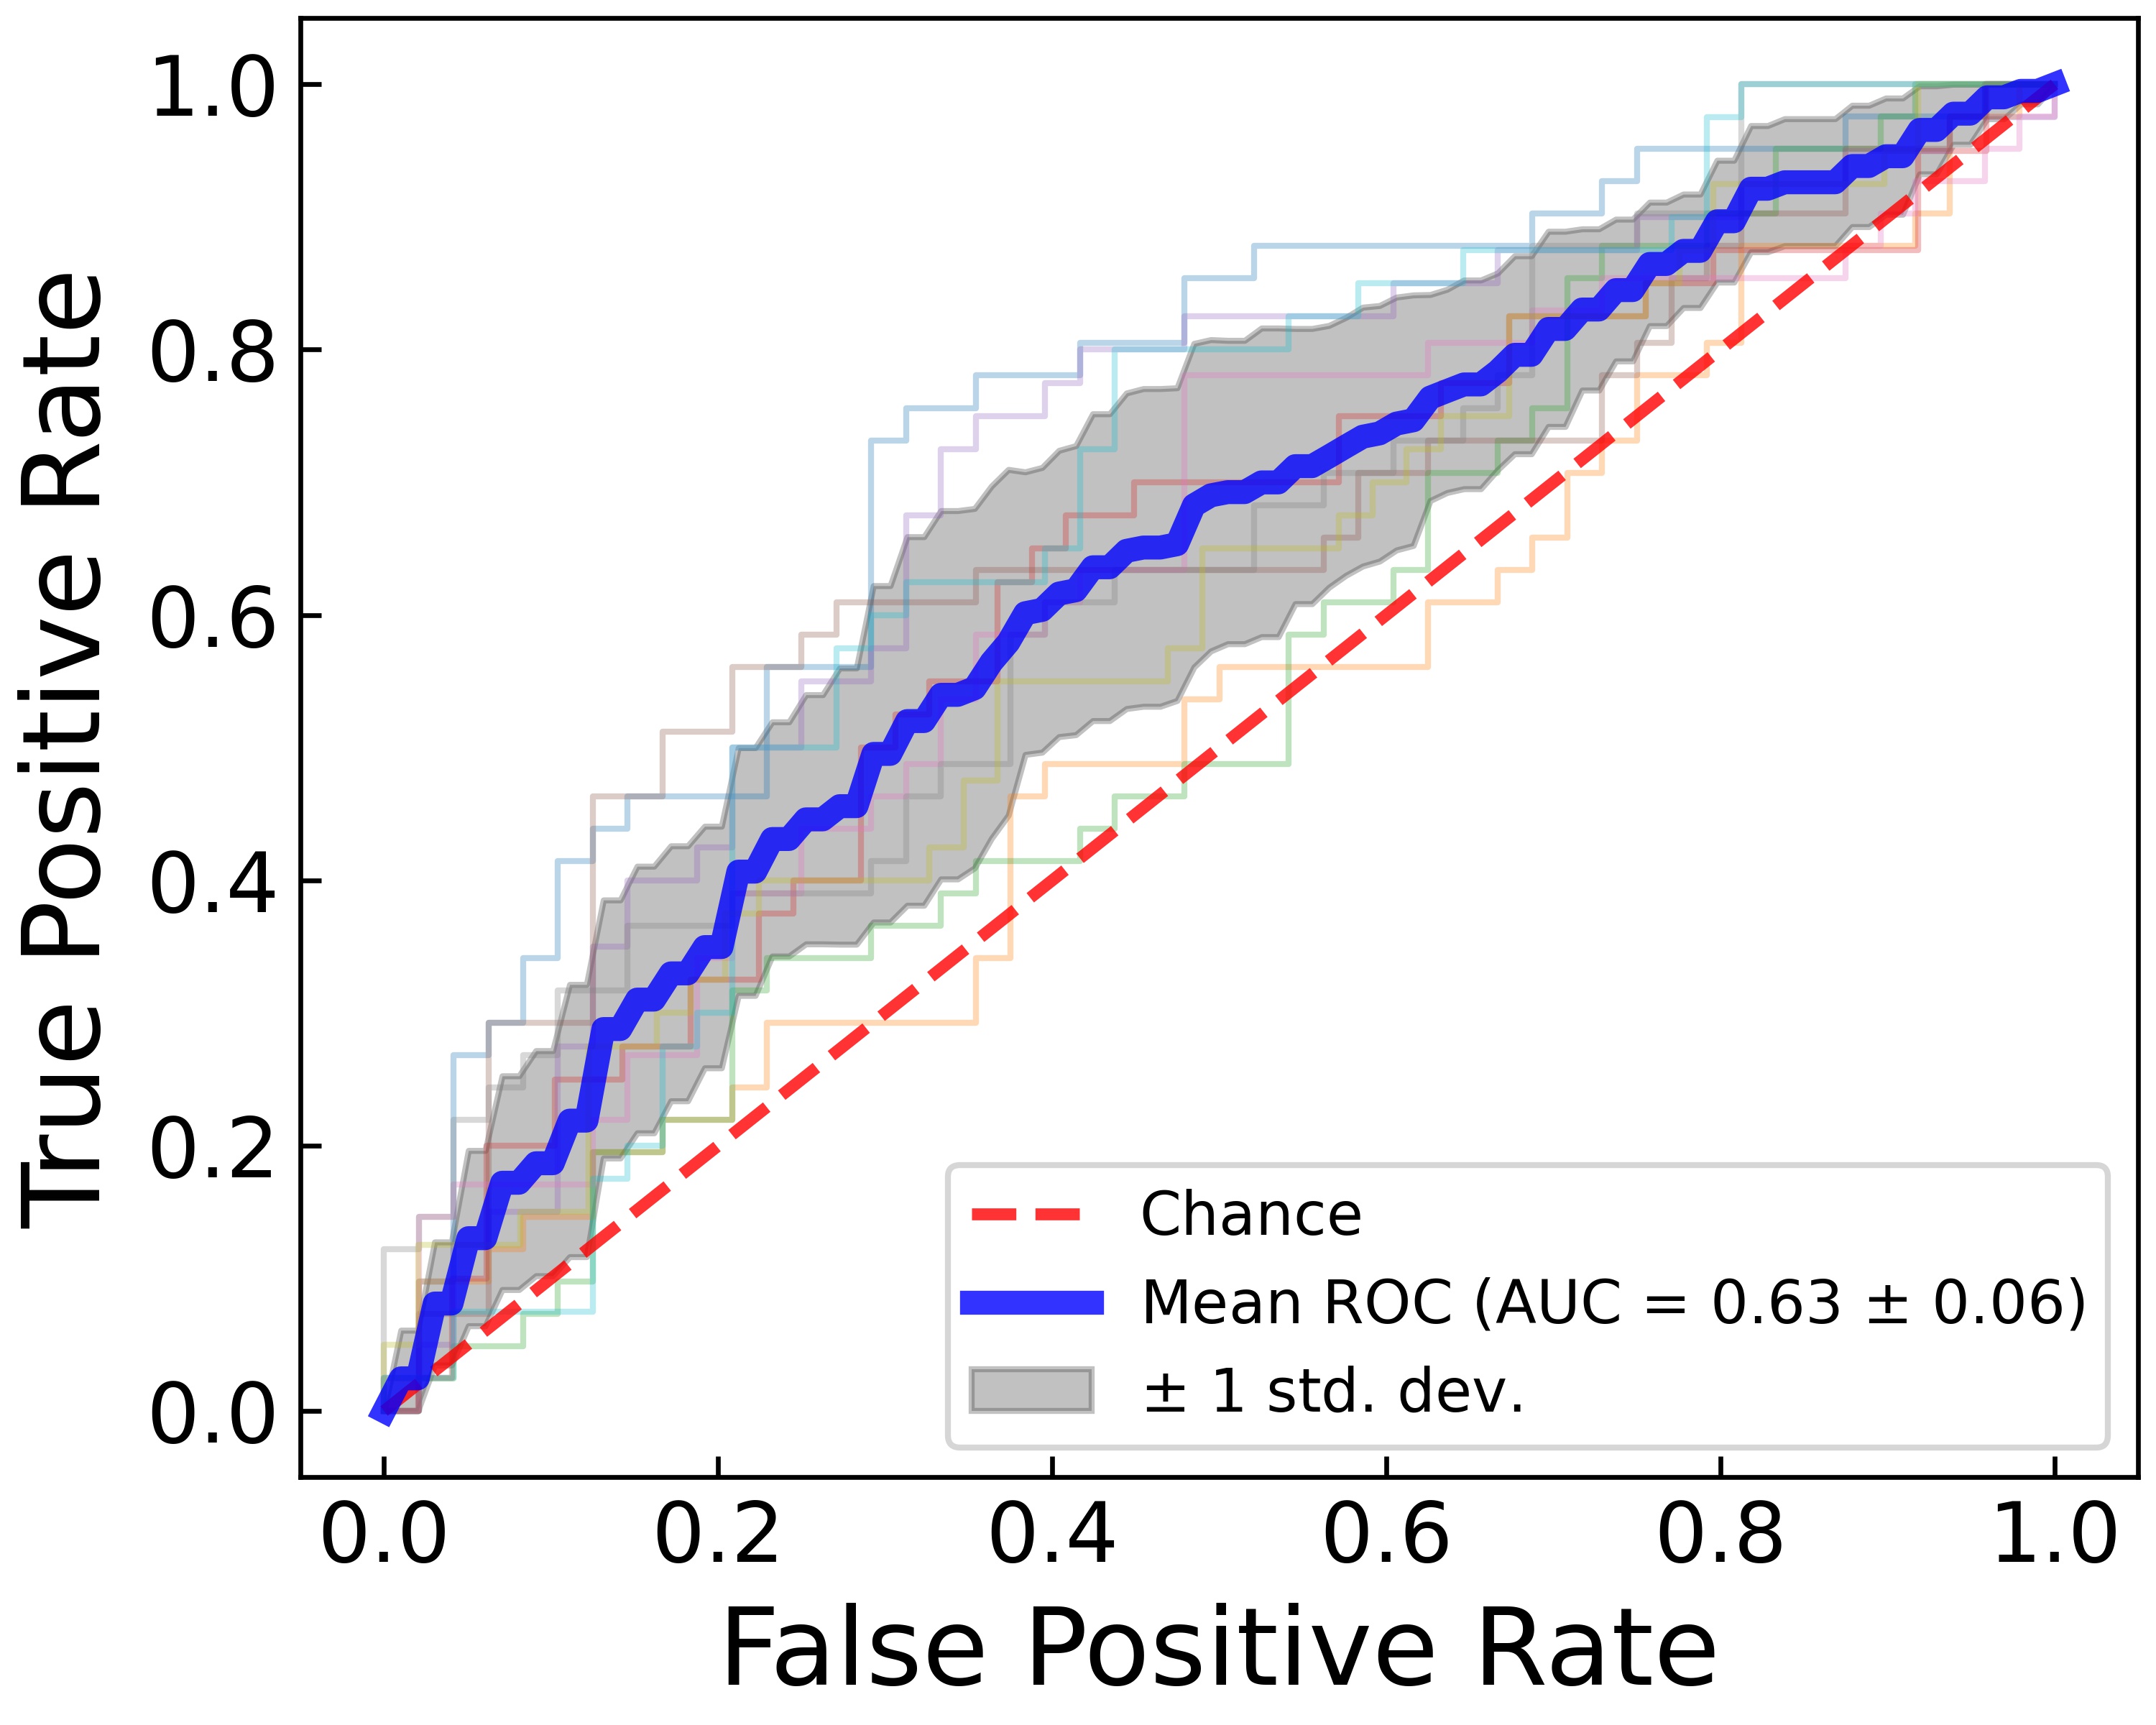 True Positive Rate
1.0
0.8
0.6
0.4
0.2
0.0
Chance
Mean ROC (AUC = 0.63 ± 0.06)
± 1 std. dev.
0.0 0.2 0.4 0.6 0.8 1.0
False Positive Rate